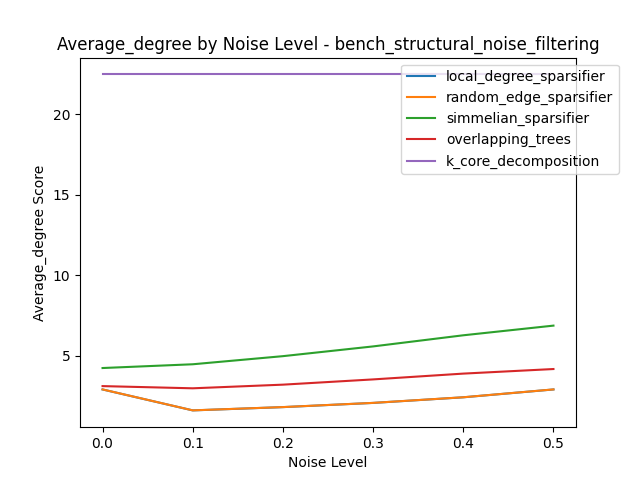 Average_degree by Noise Level - bench_structural_noise_filtering
local_degree_sparsifier
random_edge_sparsifier
simmelian_sparsifier
overlapping_trees
k_core_decomposition
Average_degree Score
20
15
10
5
0.0 0.1 0.2 0.3 0.4 0.5
Noise Level